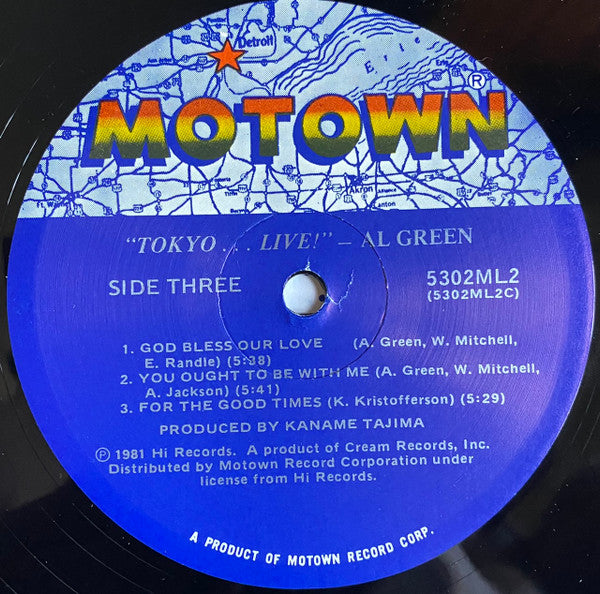 Detroit
Erie
®
MOTOWN
Akron
Canton
"TOKYO . . . LIVE!" – AL GREEN
SIDE THREE
5302ML2
(5302ML2C)
1. GOD BLESS OUR LOVE (A. Green, W. Mitchell,
E. Randle) (5:38)
2. YOU OUGHT TO BE WITH ME (A. Green, W. Mitchell,
A. Jackson) (5:41)
3. FOR THE GOOD TIMES (K. Kristofferson) (5:29)
PRODUCED BY KANAME TAJIMA
℗ 1981 Hi Records. A product of Cream Records, Inc.
Distributed by Motown Record Corporation under
license from Hi Records.
A PRODUCT OF MOTOWN RECORD CORP.